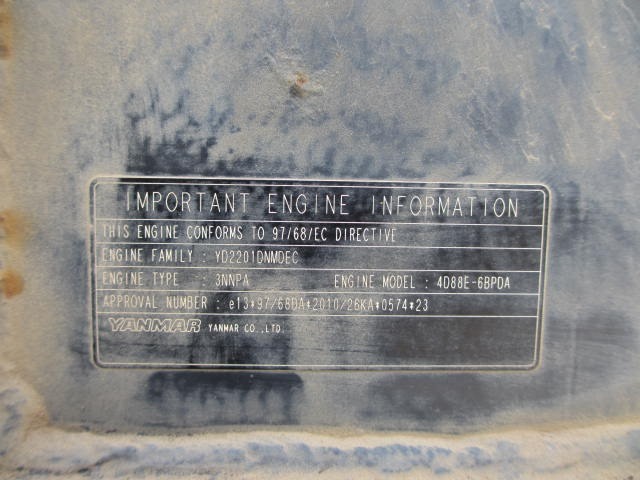 IMPORTANT ENGINE INFORMATION
THIS ENGINE CONFORMS TO 97/68/EC DIRECTIVE
ENGINE FAMILY : YD2201DNMDEC
ENGINE TYPE : 3NNPA ENGINE MODEL : 4D88E-6BPDA
APPROVAL NUMBER : e13*97/68DA*2010/26KA*0574*23
YANMAR YANMAR CO.,LTD.